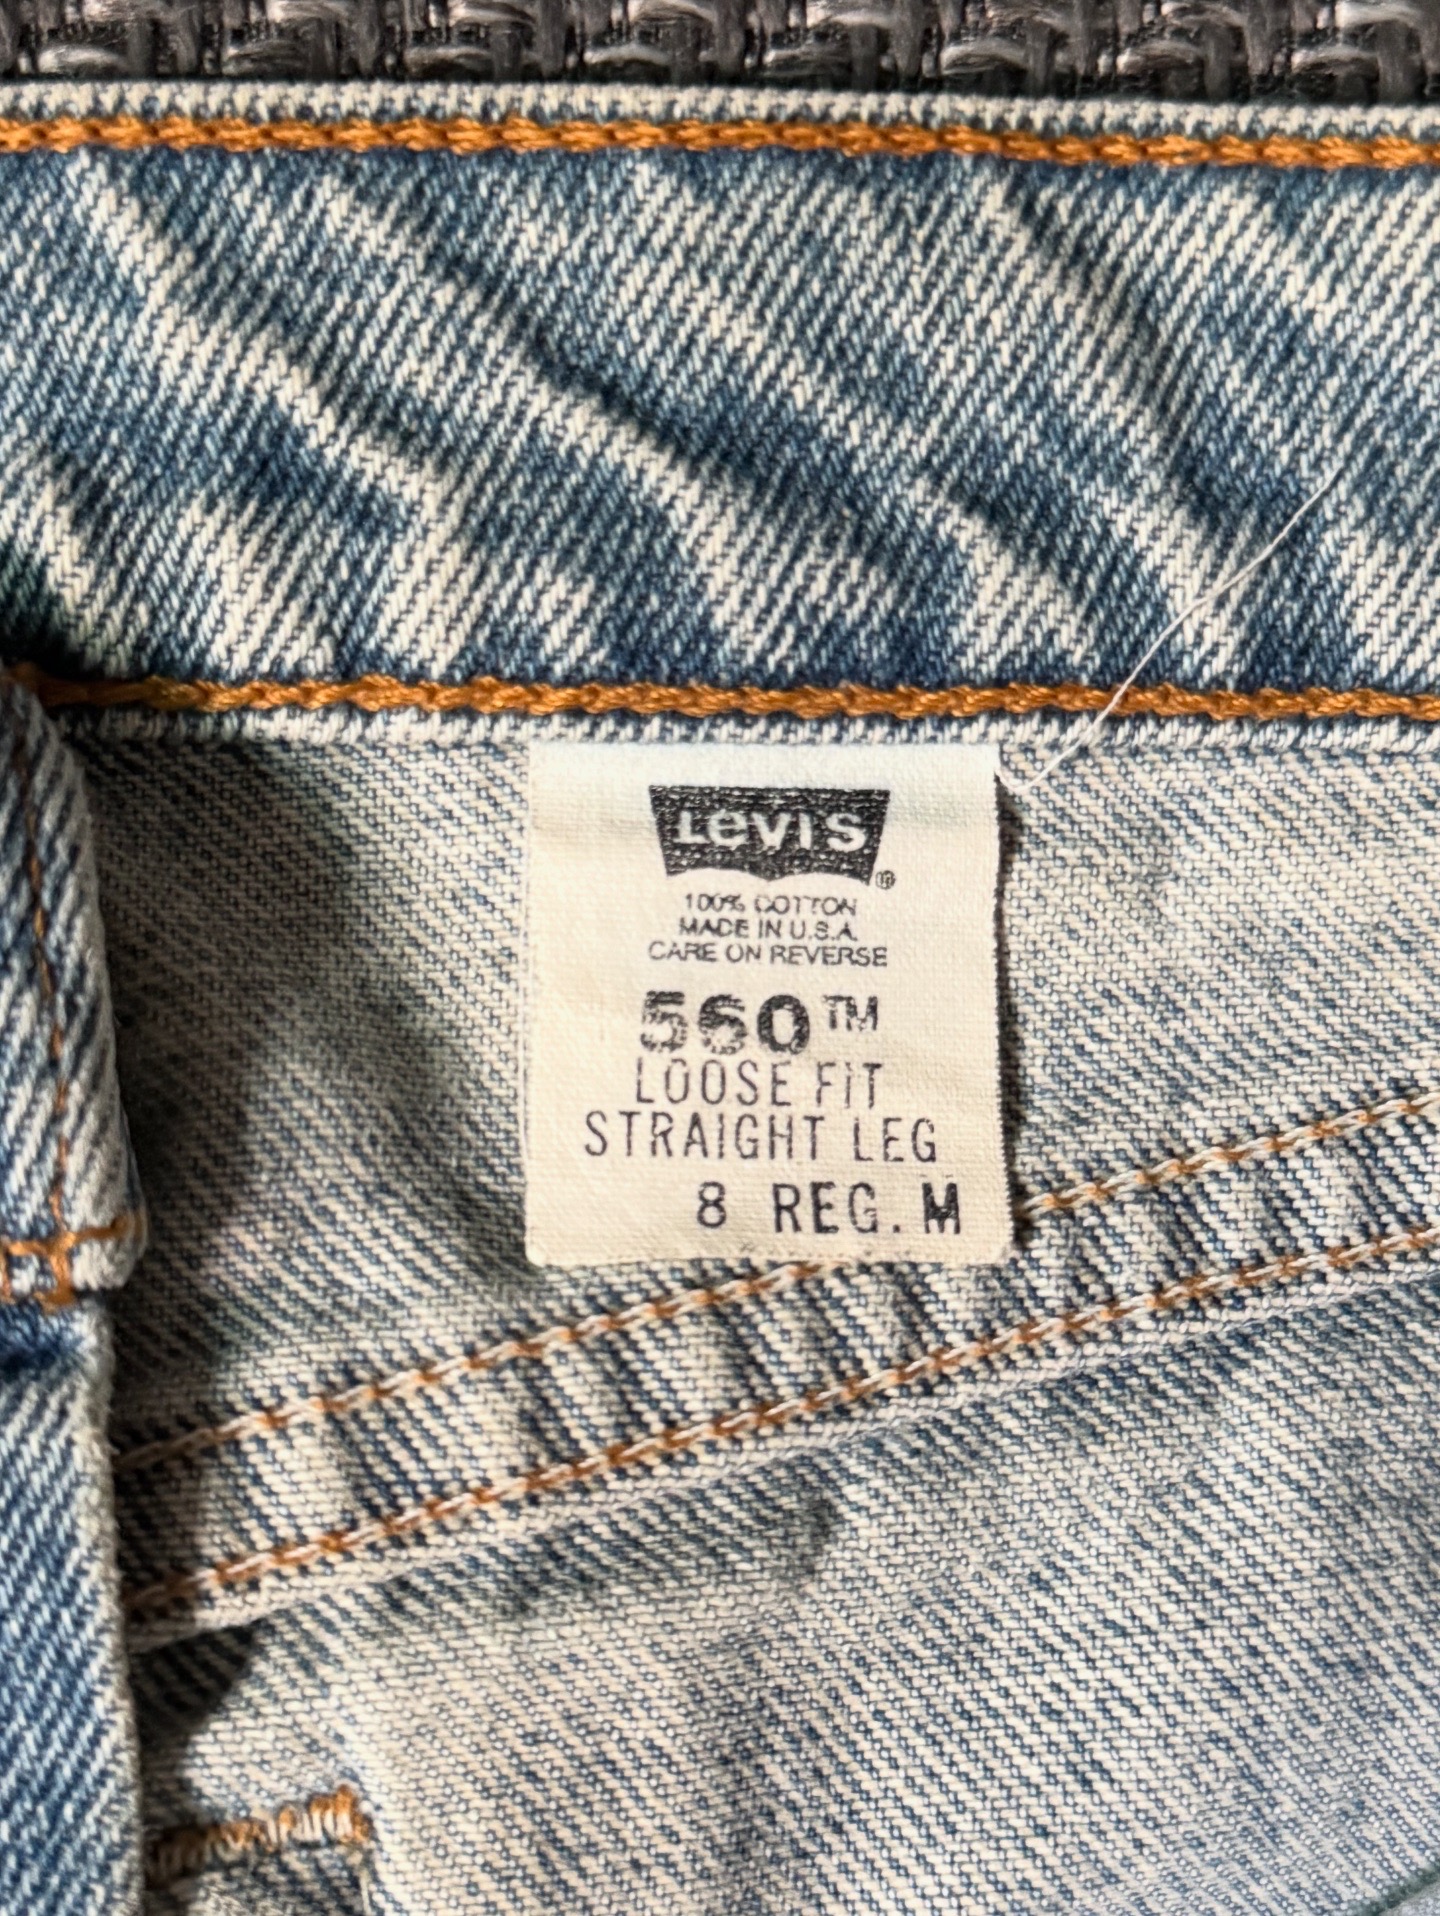 Levi's ®
100% COTTON
MADE IN U.S.A.
CARE ON REVERSE
560™
LOOSE FIT
STRAIGHT LEG
8 REG. M